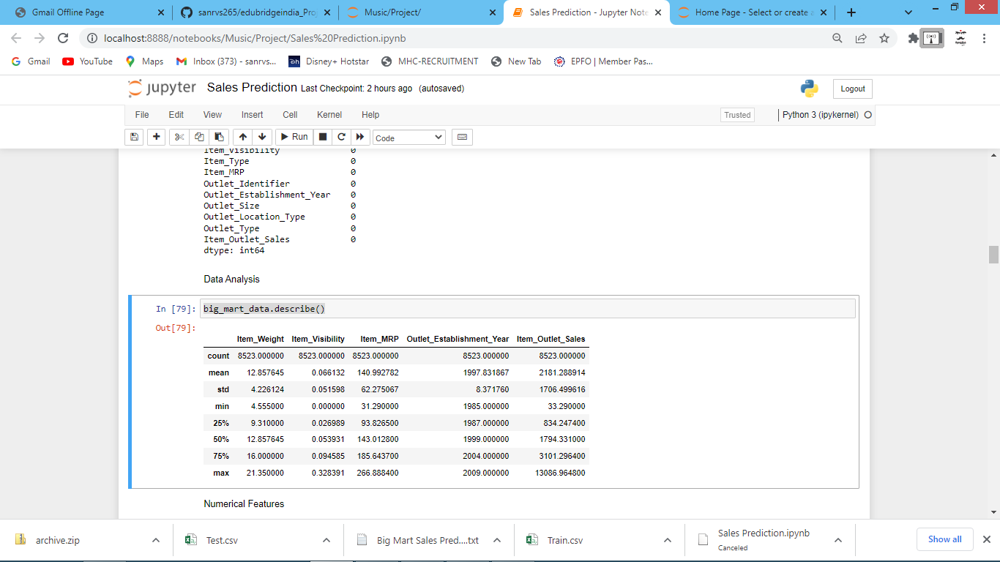 Gmail Offline Page
sanrvs265/edubridgeindia_Proj
Music/Project/
Sales Prediction - Jupyter Note
Home Page - Select or create a
localhost:8888/notebooks/Music/Project/Sales%20Prediction.ipynb
Gmail YouTube Maps Inbox (373) - sanrvs... Disney+ Hotstar MHC-RECRUITMENT New Tab EPFO | Member Pas...
jupyter Sales Prediction Last Checkpoint: 2 hours ago (autosaved) Logout
File Edit View Insert Cell Kernel Help Trusted Python 3 (ipykernel)
Run Code
Item_Visibility 0
Item_Type 0
Item_MRP 0
Outlet_Identifier 0
Outlet_Establishment_Year 0
Outlet_Size 0
Outlet_Location_Type 0
Outlet_Type 0
Item_Outlet_Sales 0
dtype: int64
Data Analysis
In [79]: big_mart_data.describe()
Out[79]:
Item_Weight Item_Visibility Item_MRP Outlet_Establishment_Year Item_Outlet_Sales
count 8523.000000 8523.000000 8523.000000 8523.000000 8523.000000
mean 12.857645 0.066132 140.992782 1997.831867 2181.288914
std 4.226124 0.051598 62.275067 8.371760 1706.499616
min 4.555000 0.000000 31.290000 1985.000000 33.290000
25% 9.310000 0.026989 93.826500 1987.000000 834.247400
50% 12.857645 0.053931 143.012800 1999.000000 1794.331000
75% 16.000000 0.094585 185.643700 2004.000000 3101.296400
max 21.350000 0.328391 266.888400 2009.000000 13086.964800
Numerical Features
archive.zip
Test.csv
Big Mart Sales Pred....txt
Train.csv
Sales Prediction.ipynb
Canceled
Show all